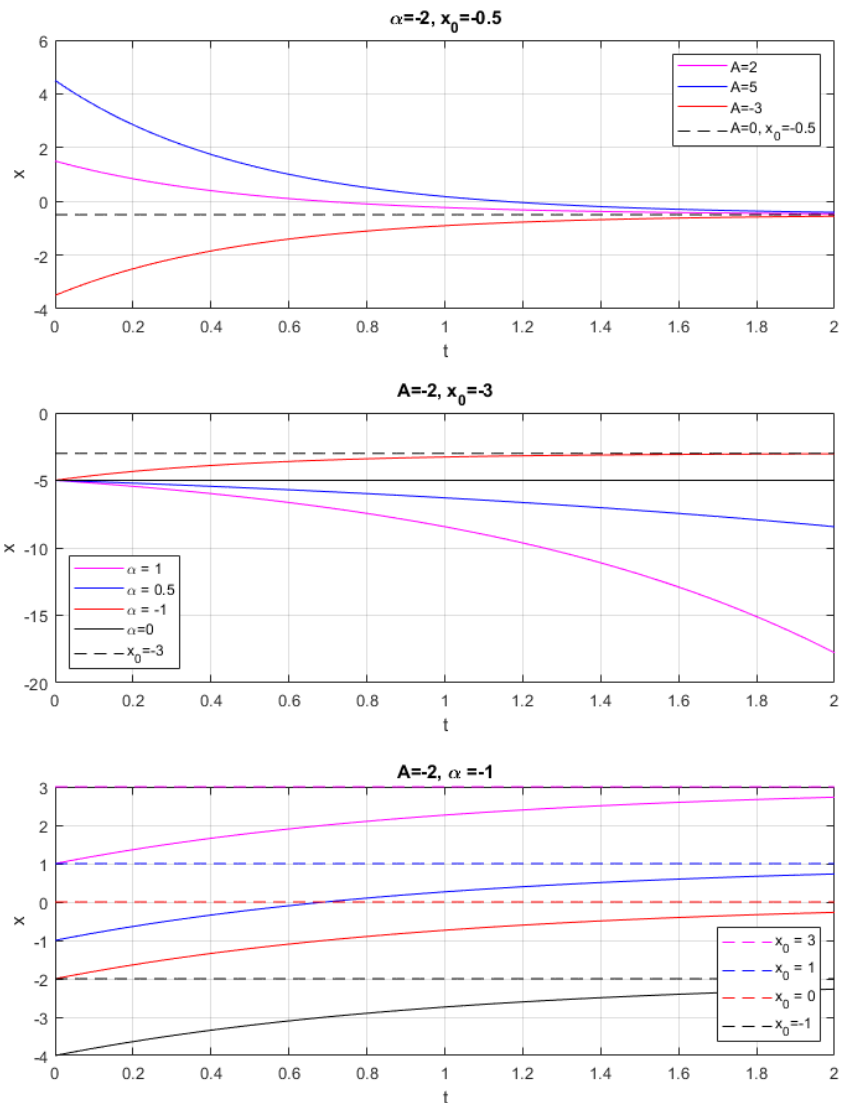 α=-2, x₀=-0.5
6
4
2
0
-2
-4
x
A=2
A=5
A=-3
A=0, x₀=-0.5
0 0.2 0.4 0.6 0.8 1 1.2 1.4 1.6 1.8 2
t
A=-2, x₀=-3
0
-5
-10
-15
-20
x
α = 1
α = 0.5
α = -1
α=0
x₀=-3
0 0.2 0.4 0.6 0.8 1 1.2 1.4 1.6 1.8 2
t
A=-2, α =-1
3
2
1
0
-1
-2
-3
-4
x
x₀ = 3
x₀ = 1
x₀ = 0
x₀=-1
0 0.2 0.4 0.6 0.8 1 1.2 1.4 1.6 1.8 2
t